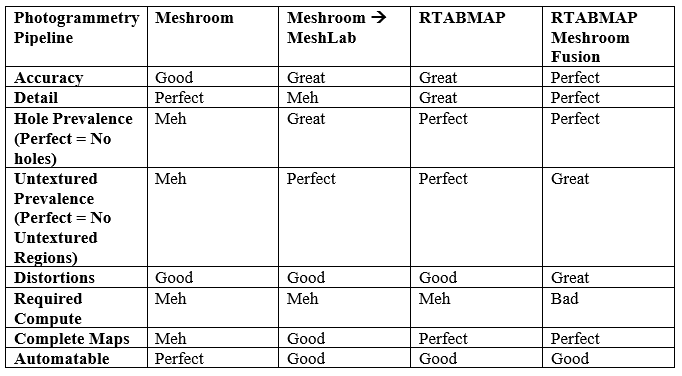 Photogrammetry Pipeline | Meshroom | Meshroom → MeshLab | RTABMAP | RTABMAP Meshroom Fusion
Accuracy | Good | Great | Great | Perfect
Detail | Perfect | Meh | Great | Perfect
Hole Prevalence (Perfect = No holes) | Meh | Great | Perfect | Perfect
Untextured Prevalence (Perfect = No Untextured Regions) | Meh | Perfect | Perfect | Great
Distortions | Good | Good | Good | Great
Required Compute | Meh | Meh | Meh | Bad
Complete Maps | Meh | Good | Perfect | Perfect
Automatable | Perfect | Good | Good | Good